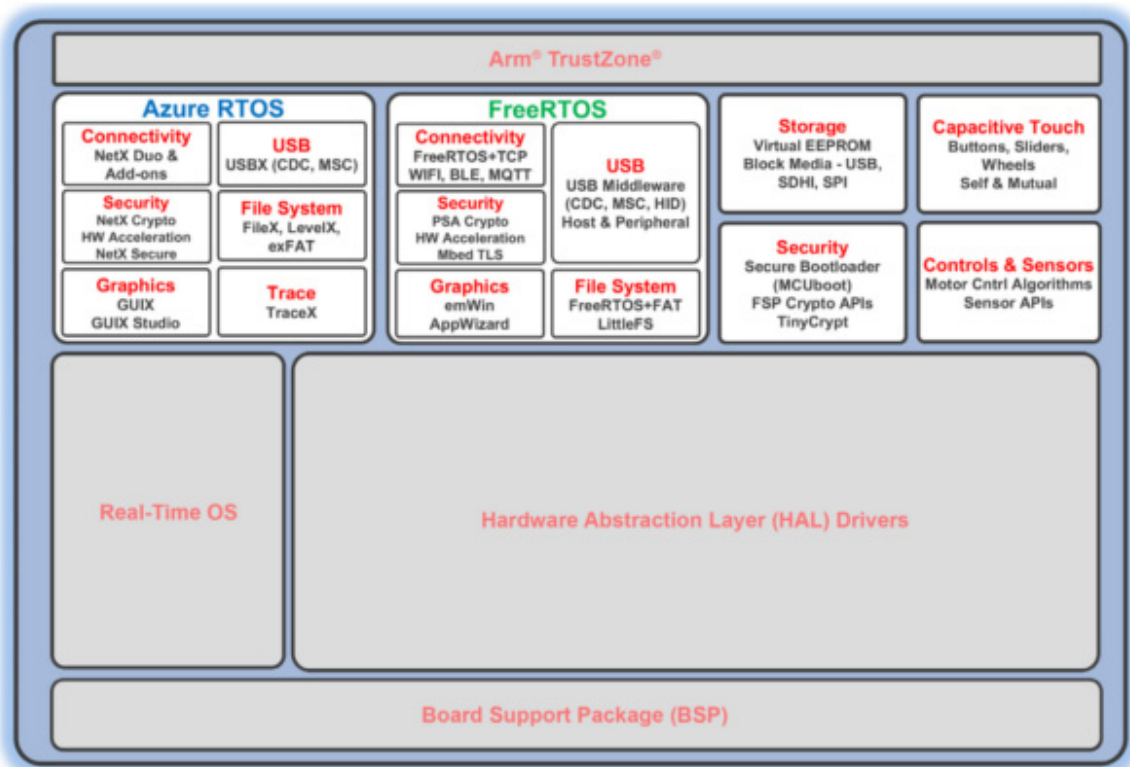 Arm® TrustZone®
Azure RTOS
Connectivity
NetX Duo &
Add-ons
USB
USBX (CDC, MSC)
Security
NetX Crypto
HW Acceleration
NetX Secure
File System
FileX, LevelX,
exFAT
Graphics
GUIX
GUIX Studio
Trace
TraceX
FreeRTOS
Connectivity
FreeRTOS+TCP
WIFI, BLE, MQTT
USB
USB Middleware
(CDC, MSC, HID)
Host & Peripheral
Security
PSA Crypto
HW Acceleration
Mbed TLS
Graphics
emWin
AppWizard
File System
FreeRTOS+FAT
LittleFS
Storage
Virtual EEPROM
Block Media - USB,
SDHI, SPI
Capacitive Touch
Buttons, Sliders,
Wheels
Self & Mutual
Security
Secure Bootloader
(MCUboot)
FSP Crypto APIs
TinyCrypt
Controls & Sensors
Motor Cntrl Algorithms
Sensor APIs
Real-Time OS
Hardware Abstraction Layer (HAL) Drivers
Board Support Package (BSP)